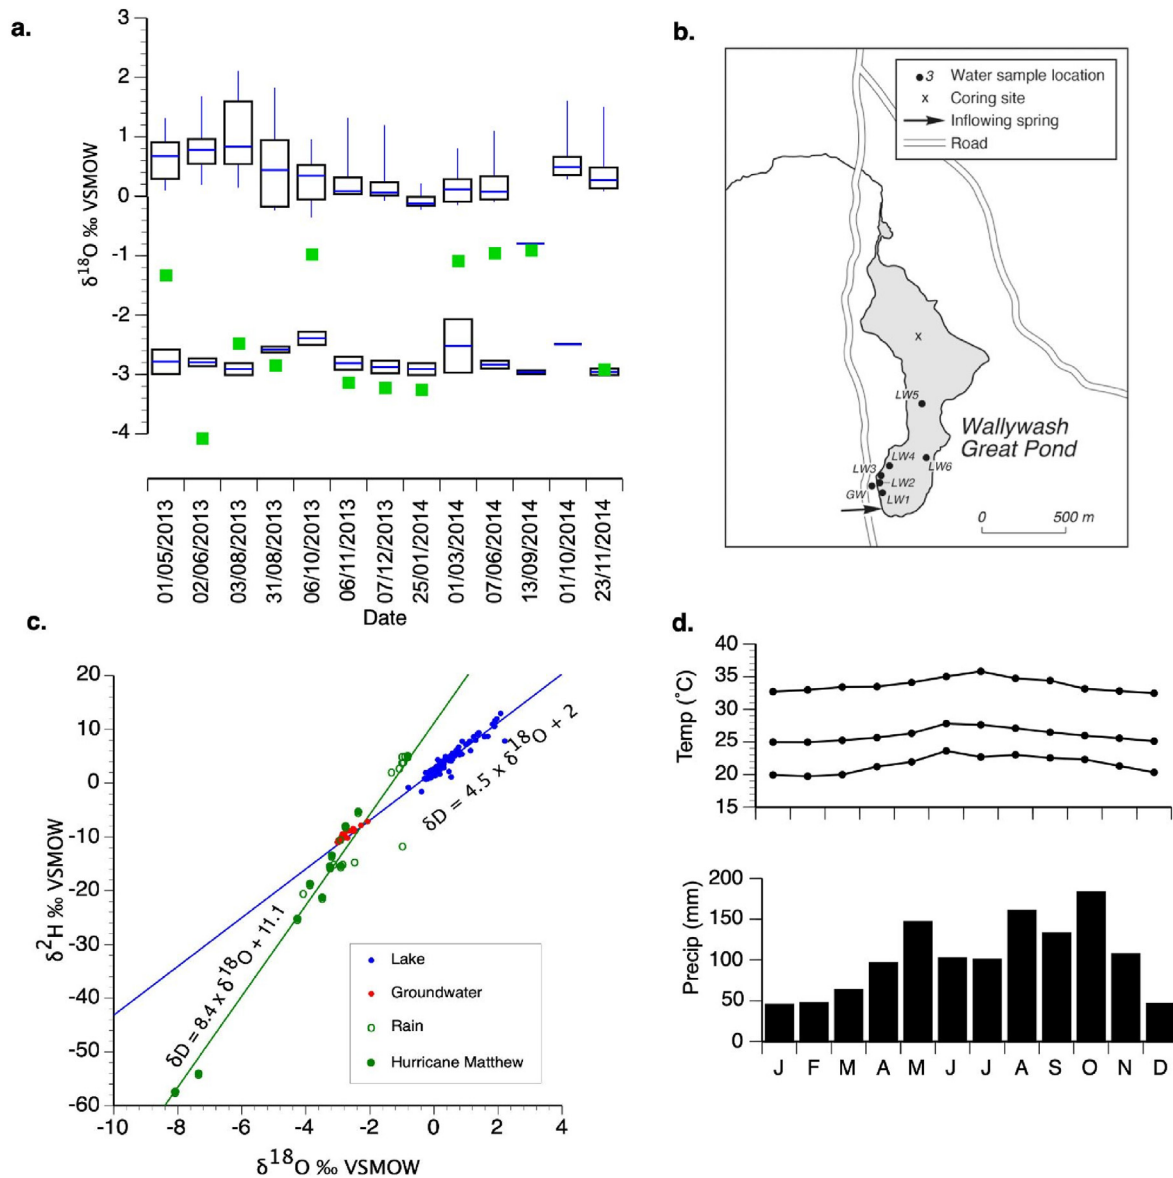 a.
3
2
1
0
-1
-2
-3
-4
δ18O ‰ VSMOW
01/05/2013
02/06/2013
03/08/2013
31/08/2013
06/10/2013
06/11/2013
07/12/2013
25/01/2014
01/03/2014
07/06/2014
13/09/2014
01/10/2014
23/11/2014
Date
b.
3 Water sample location
x Coring site
Inflowing spring
Road
x
LW5
Wallywash
Great Pond
LW4
LW6
LW3
LW2
GW
LW1
0 500 m
c.
20
10
0
-10
-20
-30
-40
-50
-60
δ2H ‰ VSMOW
δD = 4.5 x δ18O + 2
δD = 8.4 x δ18O + 11.1
Lake
Groundwater
Rain
Hurricane Matthew
-10 -8 -6 -4 -2 0 2 4
δ18O ‰ VSMOW
d.
40
35
30
25
20
15
Temp (˚C)
200
150
100
50
0
Precip (mm)
J F M A M J J A S O N D